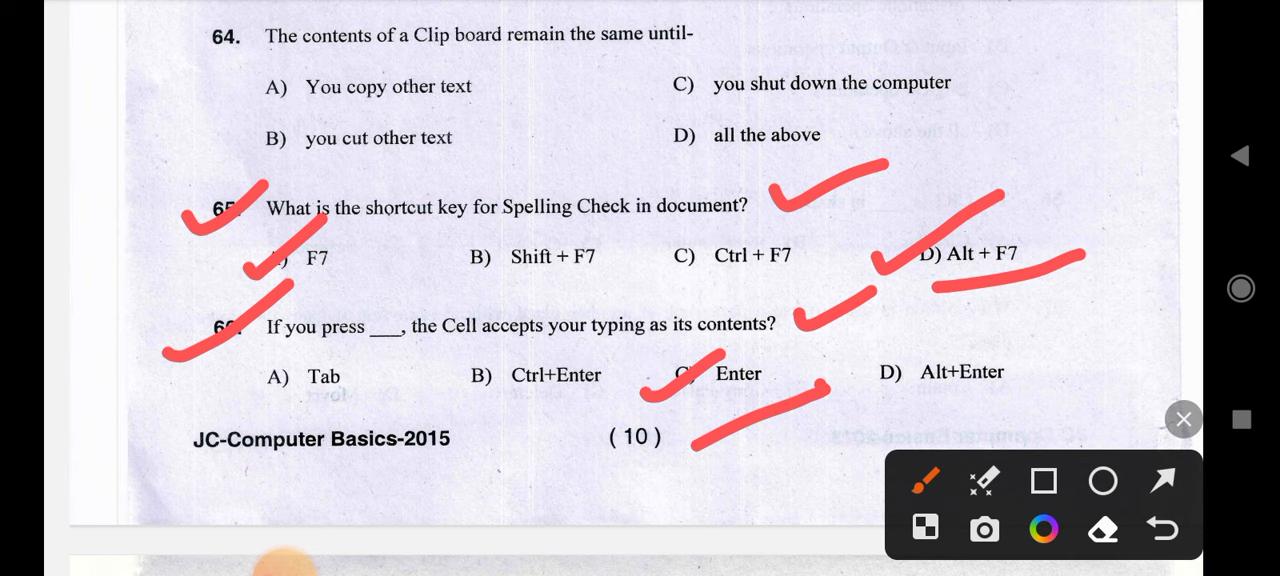 64. The contents of a Clip board remain the same until-
A) You copy other text C) you shut down the computer
B) you cut other text D) all the above
65. What is the shortcut key for Spelling Check in document?
) F7 B) Shift + F7 C) Ctrl + F7 D) Alt + F7
66. If you press ___, the Cell accepts your typing as its contents?
A) Tab B) Ctrl+Enter C) Enter D) Alt+Enter
JC-Computer Basics-2015 ( 10 )